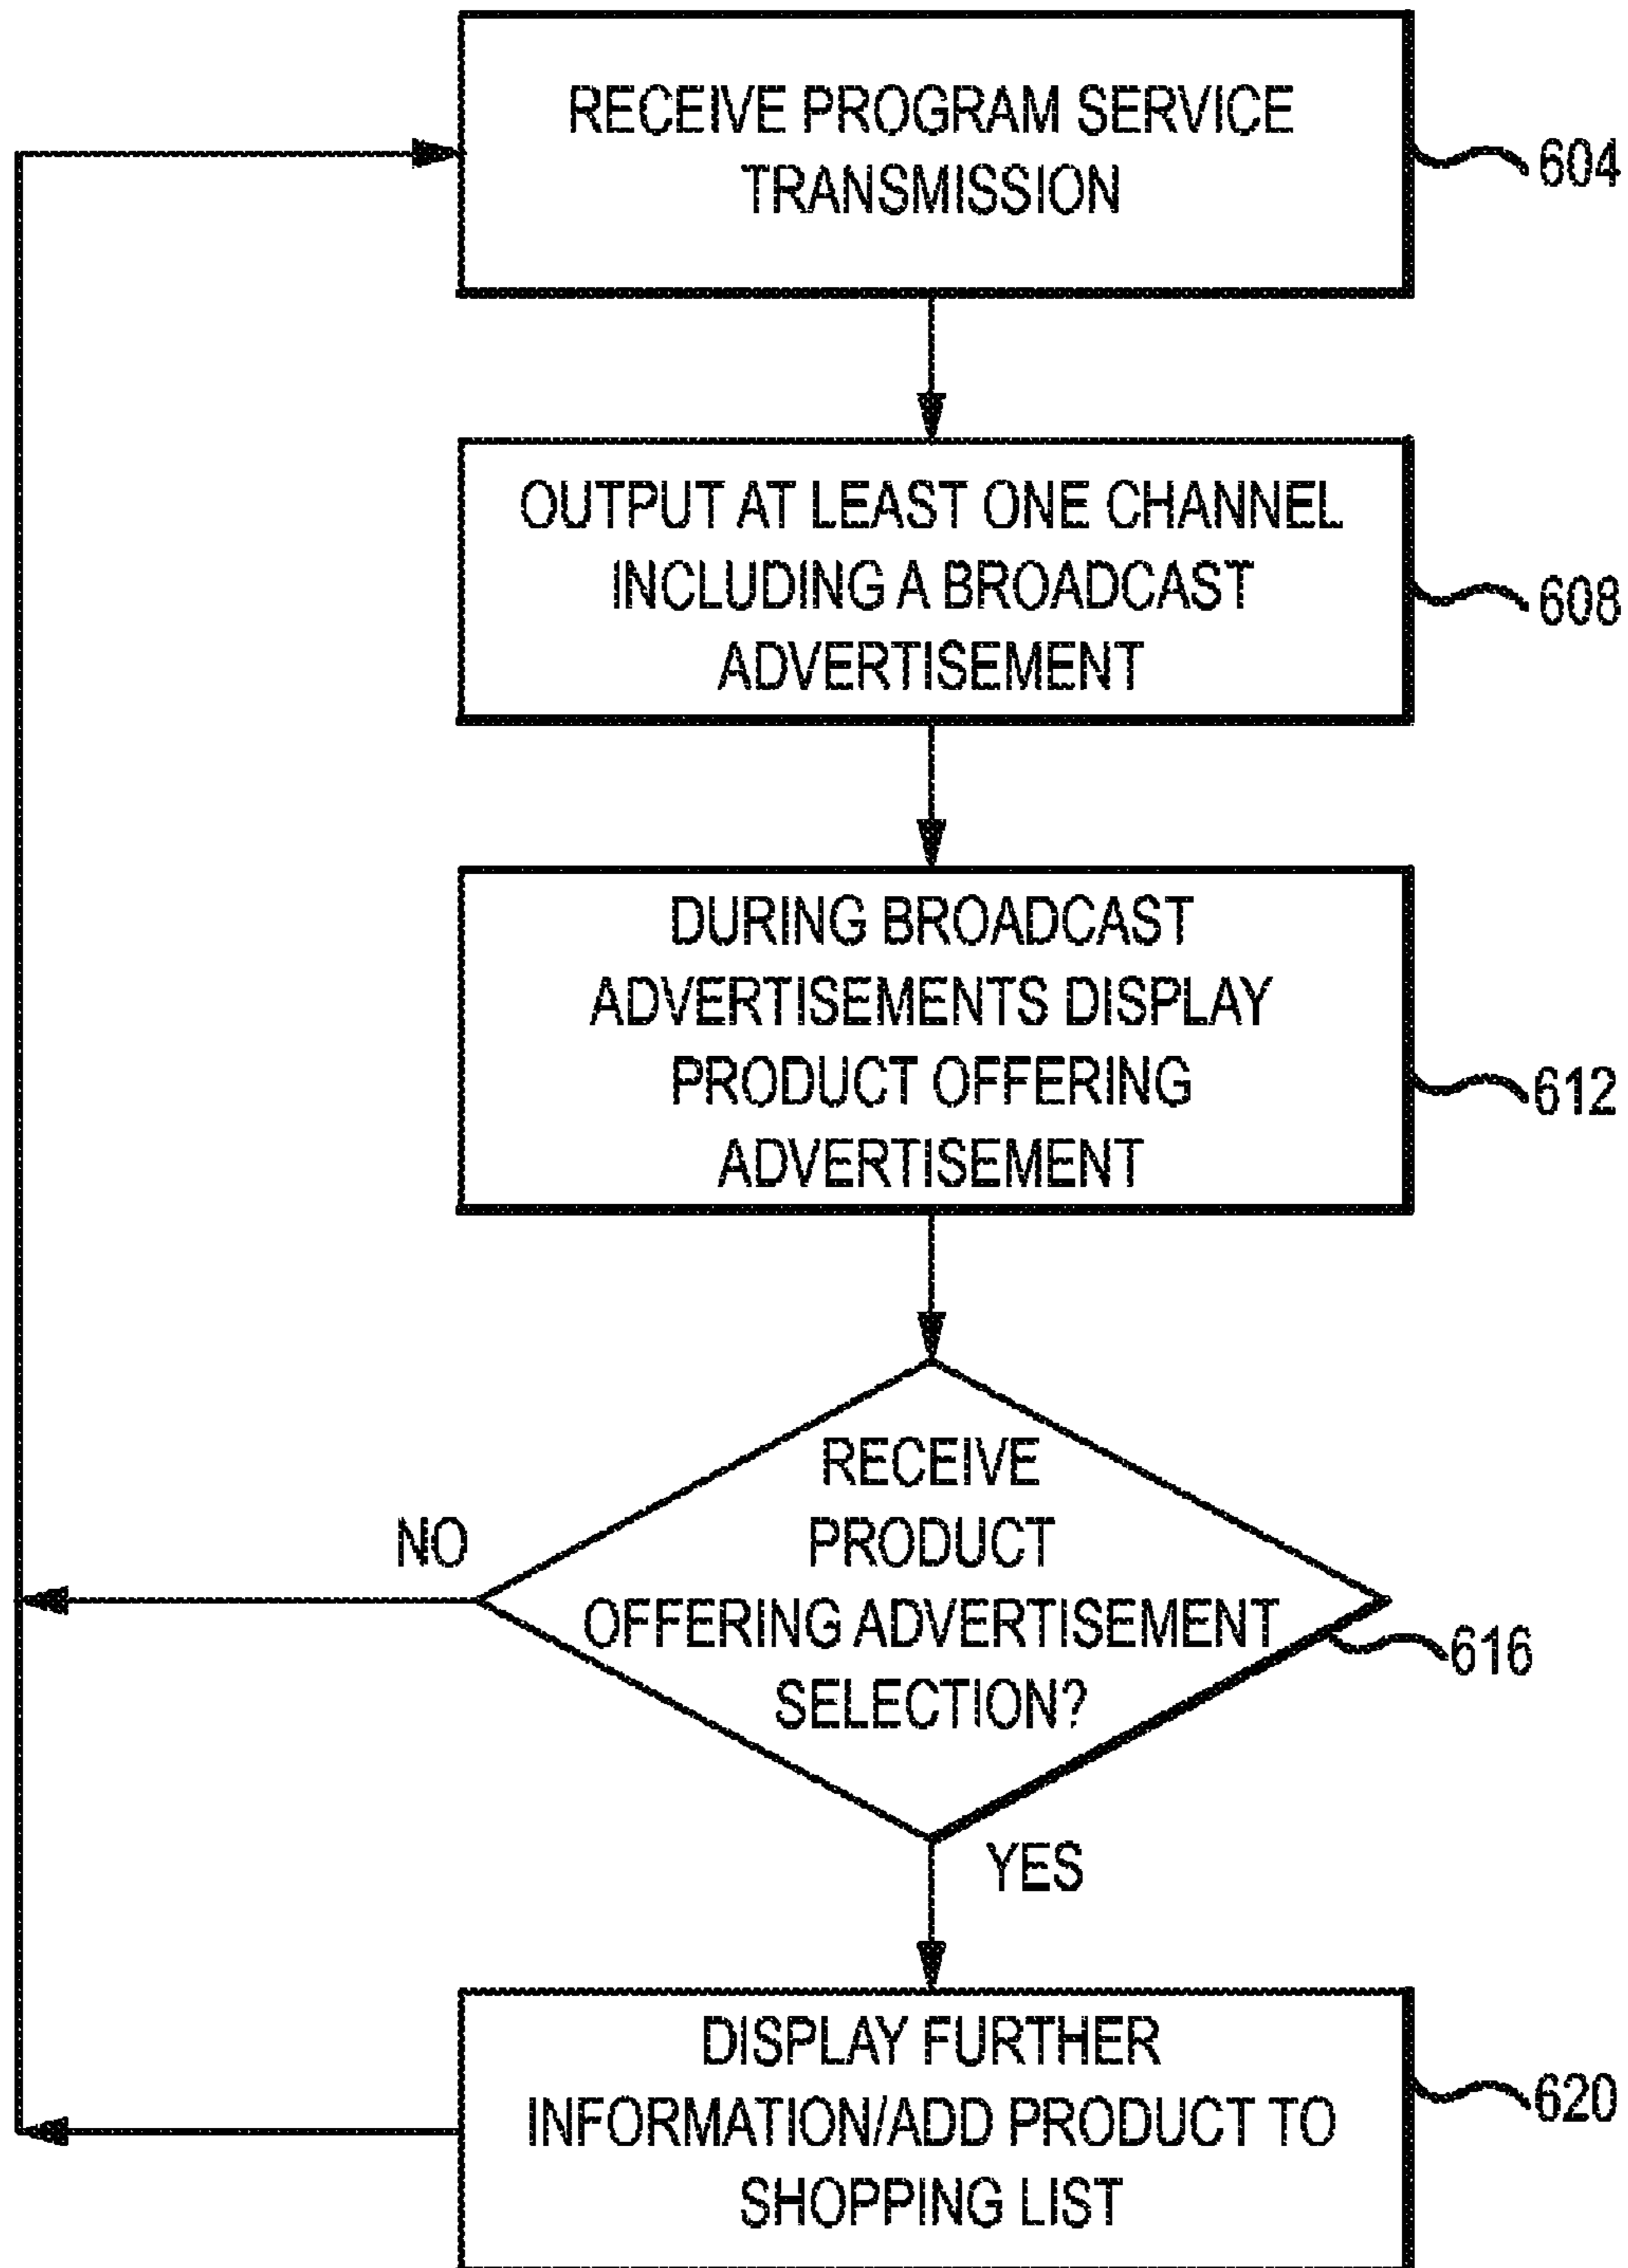 RECEIVE PROGRAM SERVICE
TRANSMISSION
604
OUTPUT AT LEAST ONE CHANNEL
INCLUDING A BROADCAST
ADVERTISEMENT
608
DURING BROADCAST
ADVERTISEMENTS DISPLAY
PRODUCT OFFERING
ADVERTISEMENT
612
RECEIVE
PRODUCT
OFFERING ADVERTISEMENT
SELECTION?
616
NO
YES
DISPLAY FURTHER
INFORMATION/ADD PRODUCT TO
SHOPPING LIST
620